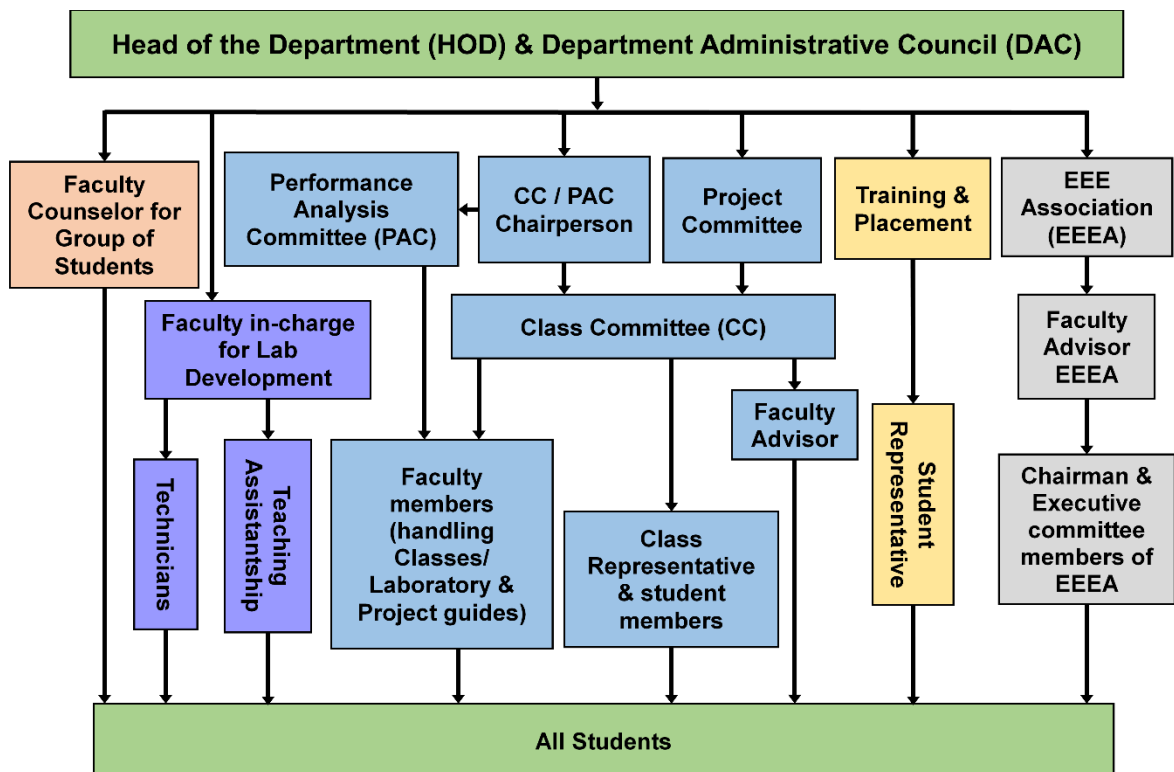 Head of the Department (HOD) & Department Administrative Council (DAC)
Faculty
Counselor for
Group of
Students
Performance
Analysis
Committee (PAC)
CC / PAC
Chairperson
Project
Committee
Training &
Placement
EEE
Association
(EEEA)
Faculty in-charge
for Lab
Development
Class Committee (CC)
Faculty
Advisor
EEEA
Faculty
Advisor
Technicians
Teaching
Assistantship
Faculty
members
(handling
Classes/
Laboratory &
Project guides)
Class
Representative
& student
members
Student
Representative
Chairman &
Executive
committee
members of
EEEA
All Students